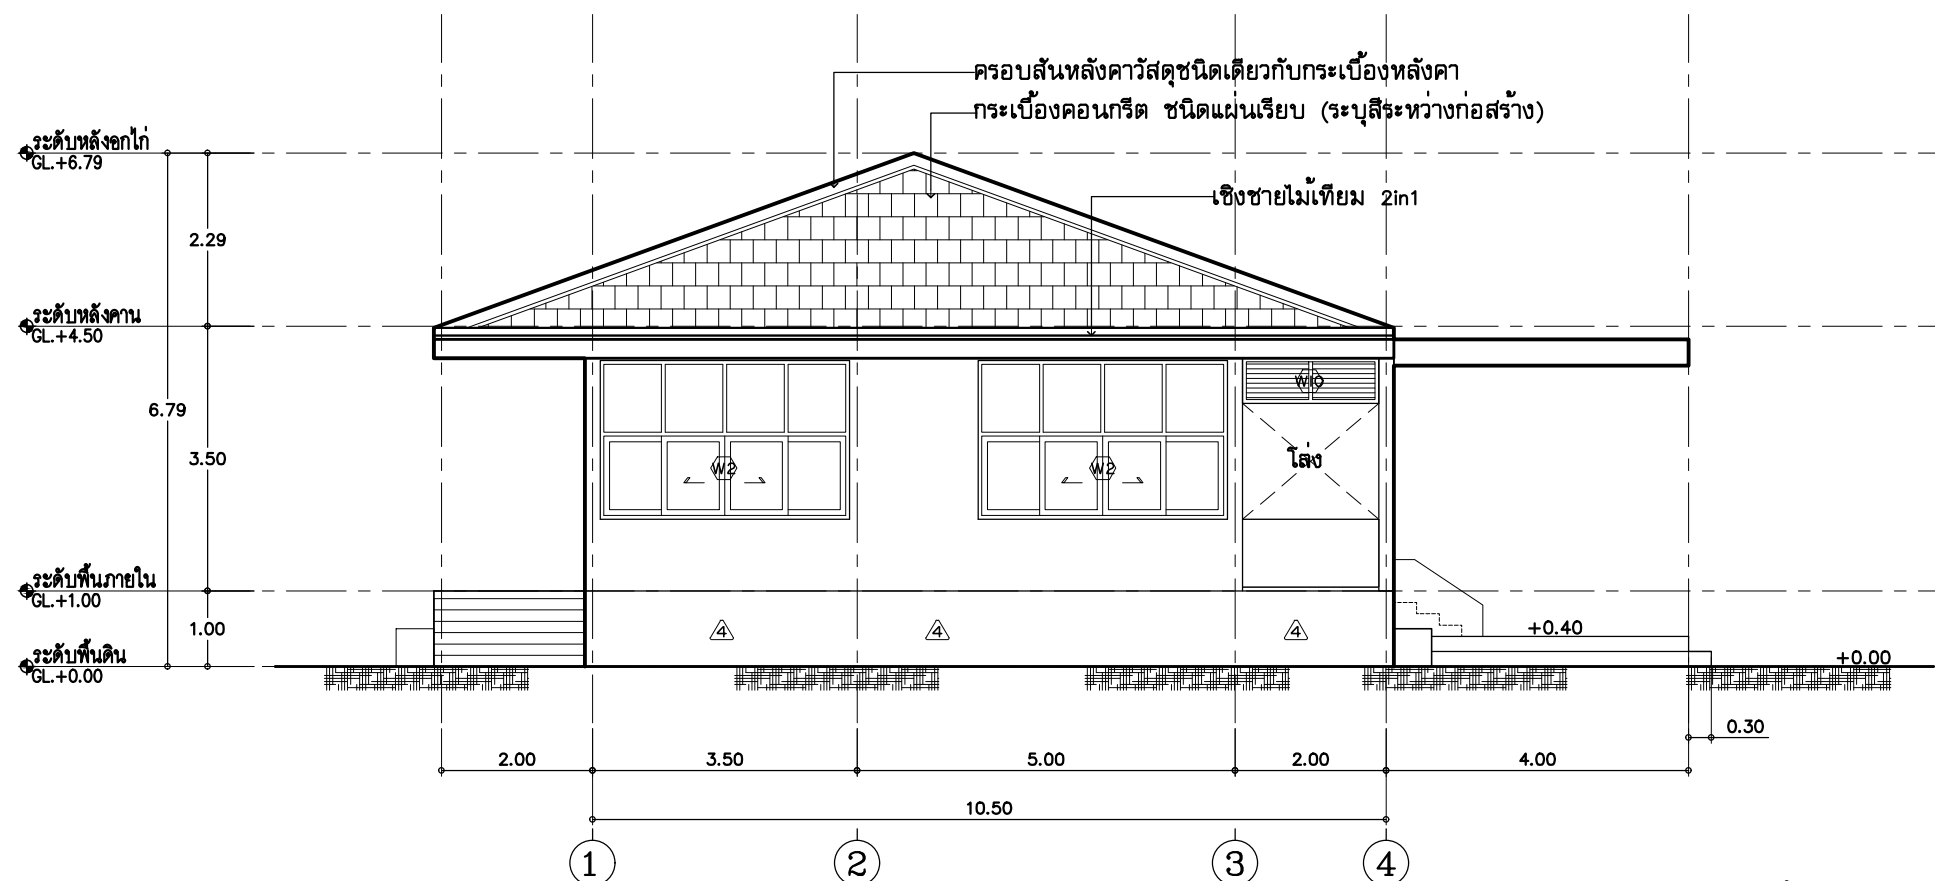 ครอบสันหลังคาวัสดุชนิดเดียวกับกระเบื้องหลังคา
กระเบื้องคอนกรีต ชนิดแผ่นเรียบ (ระบุสีระหว่างก่อสร้าง)
ระดับหลังอกไก่
GL.+6.79
เชิงชายไม้เทียม 2in1
2.29
ระดับหลังคาน
GL.+4.50
W10
6.79
3.50
โล่ง
W2
W2
ระดับพื้นภายใน
GL.+1.00
1.00
4
4
4
+0.40
ระดับพื้นดิน
GL.+0.00
+0.00
0.30
2.00
3.50
5.00
2.00
4.00
10.50
1
2
3
4